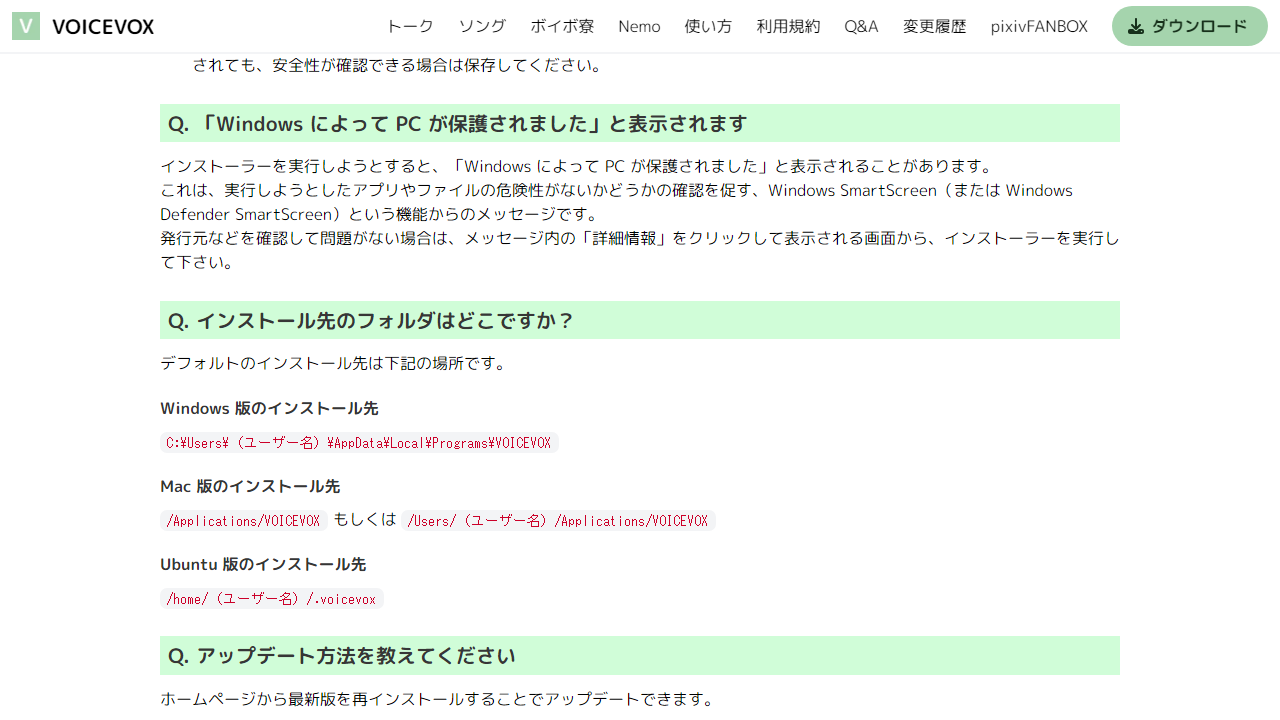 V VOICEVOX トーク ソング ボイボ寮 Nemo 使い方 利用規約 Q&A 変更履歴 pixivFANBOX ダウンロード
されても、安全性が確認できる場合は保存してください。
Q. 「Windows によって PC が保護されました」と表示されます
インストーラーを実行しようとすると、「Windows によって PC が保護されました」と表示されることがあります。
これは、実行しようとしたアプリやファイルの危険性がないかどうかの確認を促す、Windows SmartScreen（または Windows
Defender SmartScreen）という機能からのメッセージです。
発行元などを確認して問題がない場合は、メッセージ内の「詳細情報」をクリックして表示される画面から、インストーラーを実行し
て下さい。
Q. インストール先のフォルダはどこですか？
デフォルトのインストール先は下記の場所です。
Windows 版のインストール先
C:¥Users¥（ユーザー名）¥AppData¥Local¥Programs¥VOICEVOX
Mac 版のインストール先
/Applications/VOICEVOX もしくは /Users/（ユーザー名）/Applications/VOICEVOX
Ubuntu 版のインストール先
/home/（ユーザー名）/.voicevox
Q. アップデート方法を教えてください
ホームページから最新版を再インストールすることでアップデートできます。